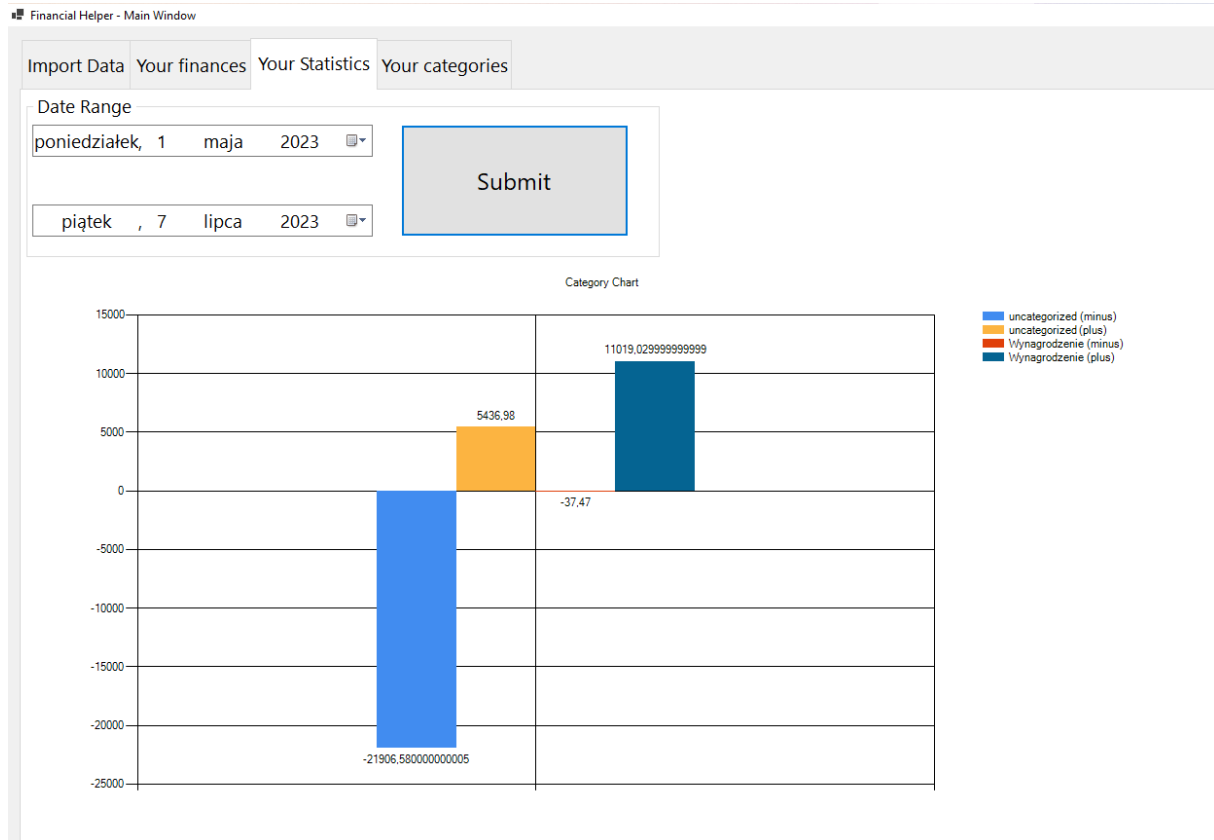 Financial Helper - Main Window
Import Data Your finances Your Statistics Your categories
Date Range
poniedziałek, 1 maja 2023
Submit
piątek , 7 lipca 2023
Category Chart
uncategorized (minus)
uncategorized (plus)
Wynagrodzenie (minus)
Wynagrodzenie (plus)
15000
11019,029999999999
10000
5436,98
5000
0
-37,47
-5000
-10000
-15000
-20000
-21906,580000000005
-25000